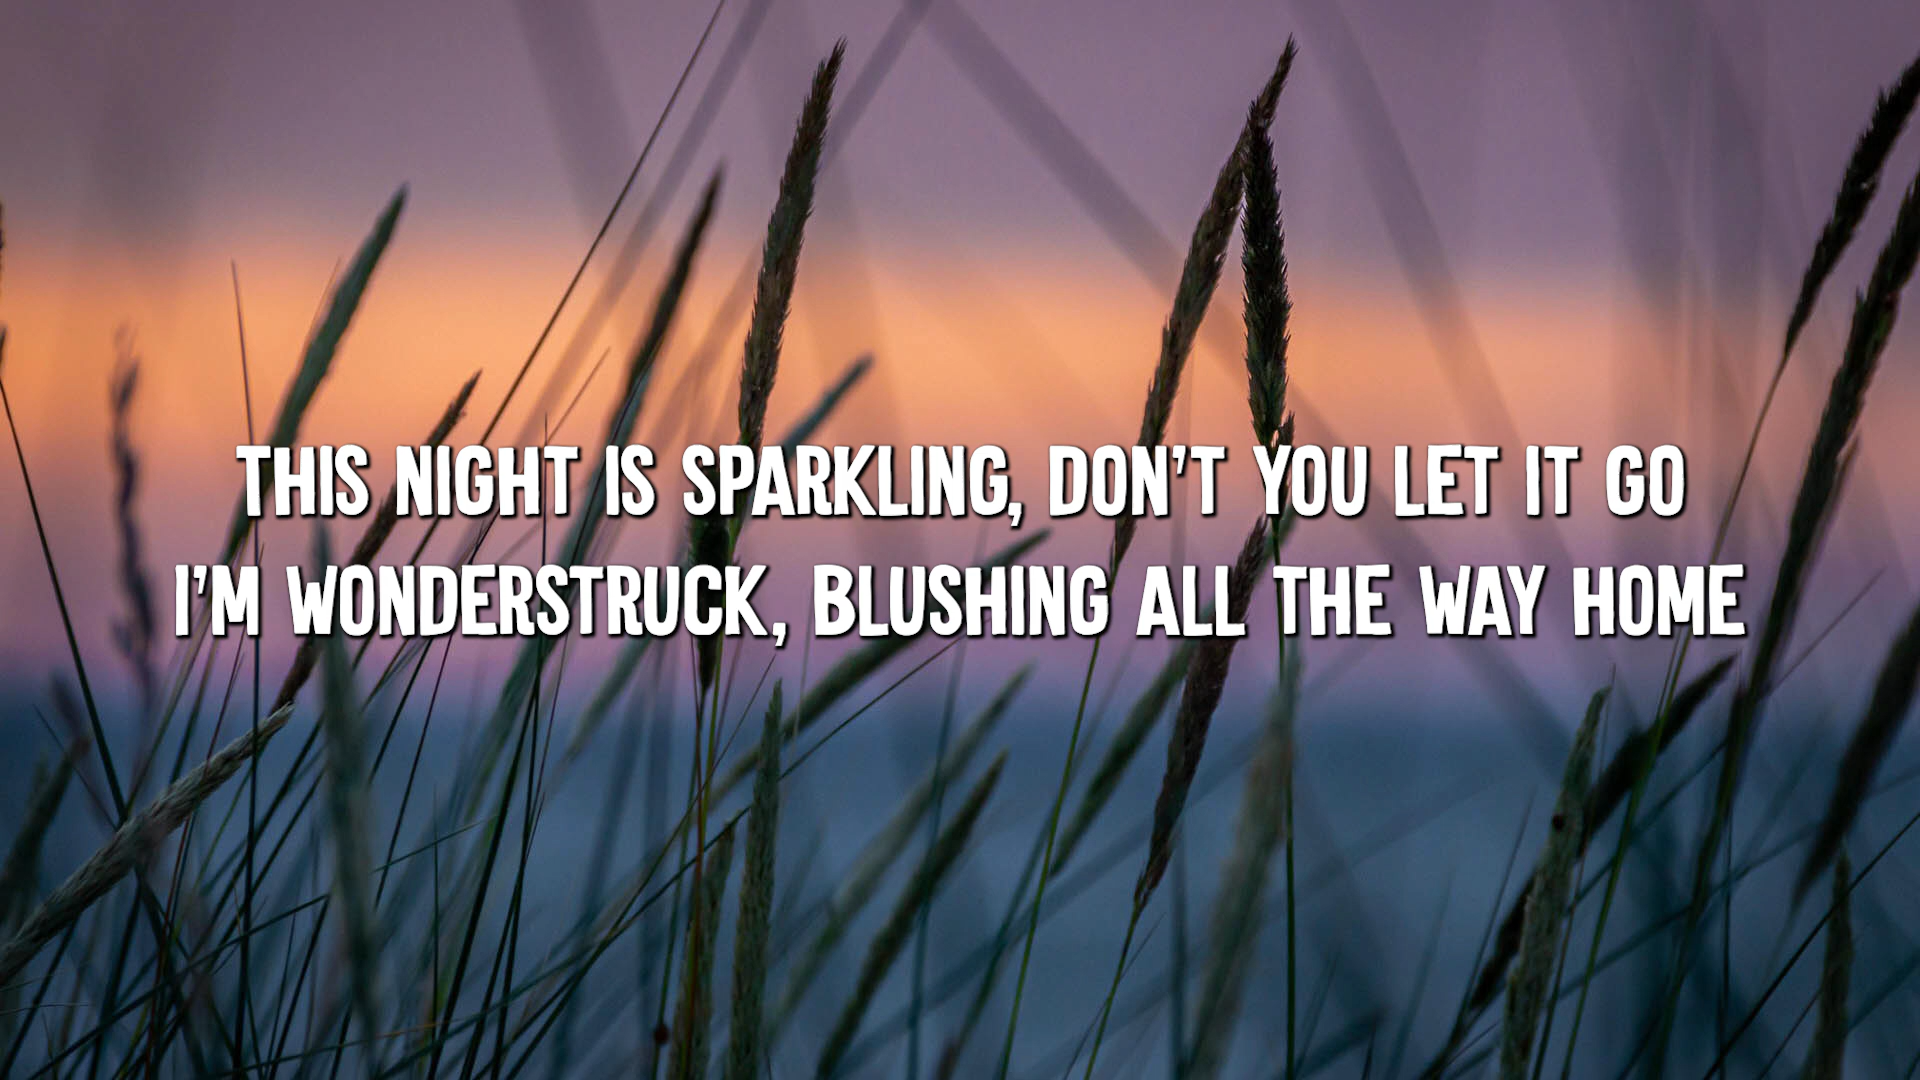 THIS NIGHT IS SPARKLING, DON'T YOU LET IT GO
I'M WONDERSTRUCK, BLUSHING ALL THE WAY HOME